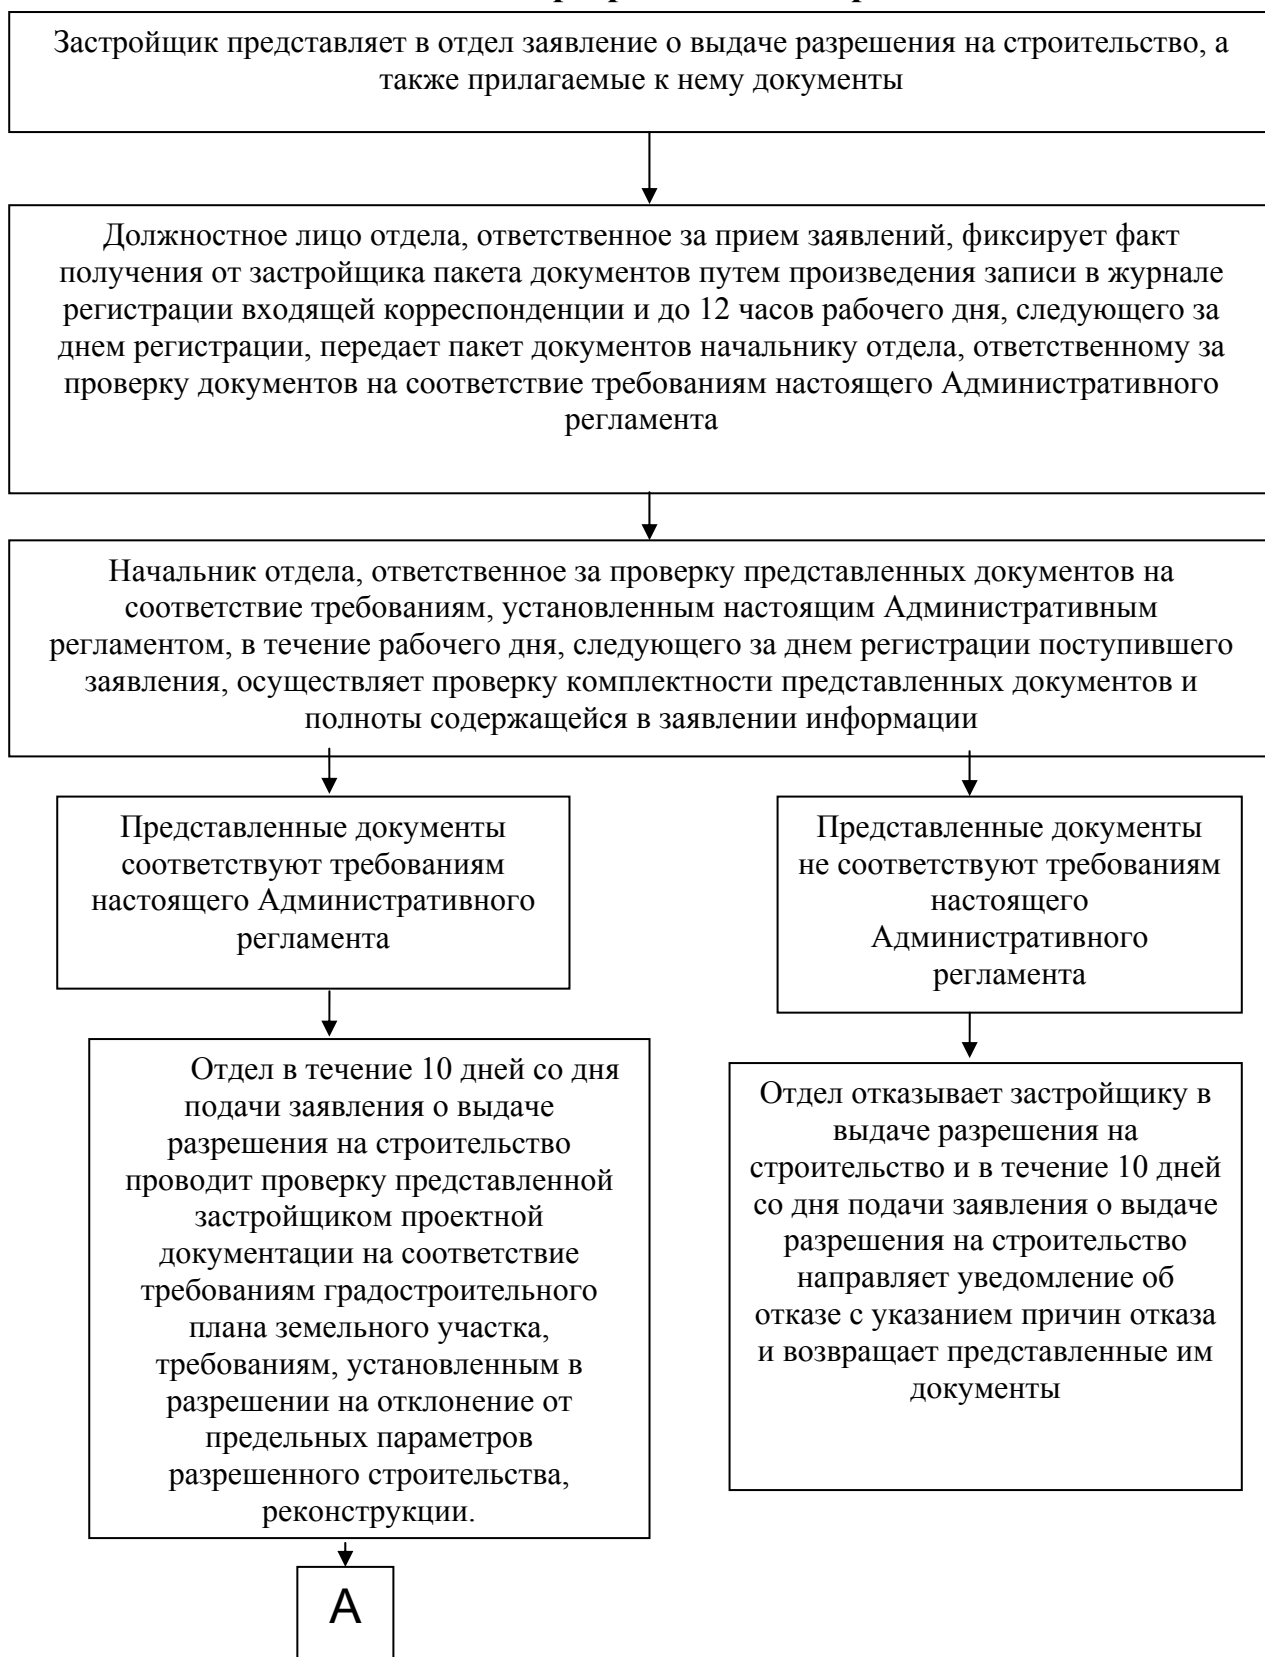 Застройщик представляет в отдел заявление о выдаче разрешения на строительство, а
также прилагаемые к нему документы
Должностное лицо отдела, ответственное за прием заявлений, фиксирует факт
получения от застройщика пакета документов путем произведения записи в журнале
регистрации входящей корреспонденции и до 12 часов рабочего дня, следующего за
днем регистрации, передает пакет документов начальнику отдела, ответственному за
проверку документов на соответствие требованиям настоящего Административного
регламента
Начальник отдела, ответственное за проверку представленных документов на
соответствие требованиям, установленным настоящим Административным
регламентом, в течение рабочего дня, следующего за днем регистрации поступившего
заявления, осуществляет проверку комплектности представленных документов и
полноты содержащейся в заявлении информации
Представленные документы
соответствуют требованиям
настоящего Административного
регламента
Представленные документы
не соответствуют требованиям
настоящего
Административного
регламента
Отдел в течение 10 дней со дня
подачи заявления о выдаче
разрешения на строительство
проводит проверку представленной
застройщиком проектной
документации на соответствие
требованиям градостроительного
плана земельного участка,
требованиям, установленным в
разрешении на отклонение от
предельных параметров
разрешенного строительства,
реконструкции.
Отдел отказывает застройщику в
выдаче разрешения на
строительство и в течение 10 дней
со дня подачи заявления о выдаче
разрешения на строительство
направляет уведомление об
отказе с указанием причин отказа
и возвращает представленные им
документы
А